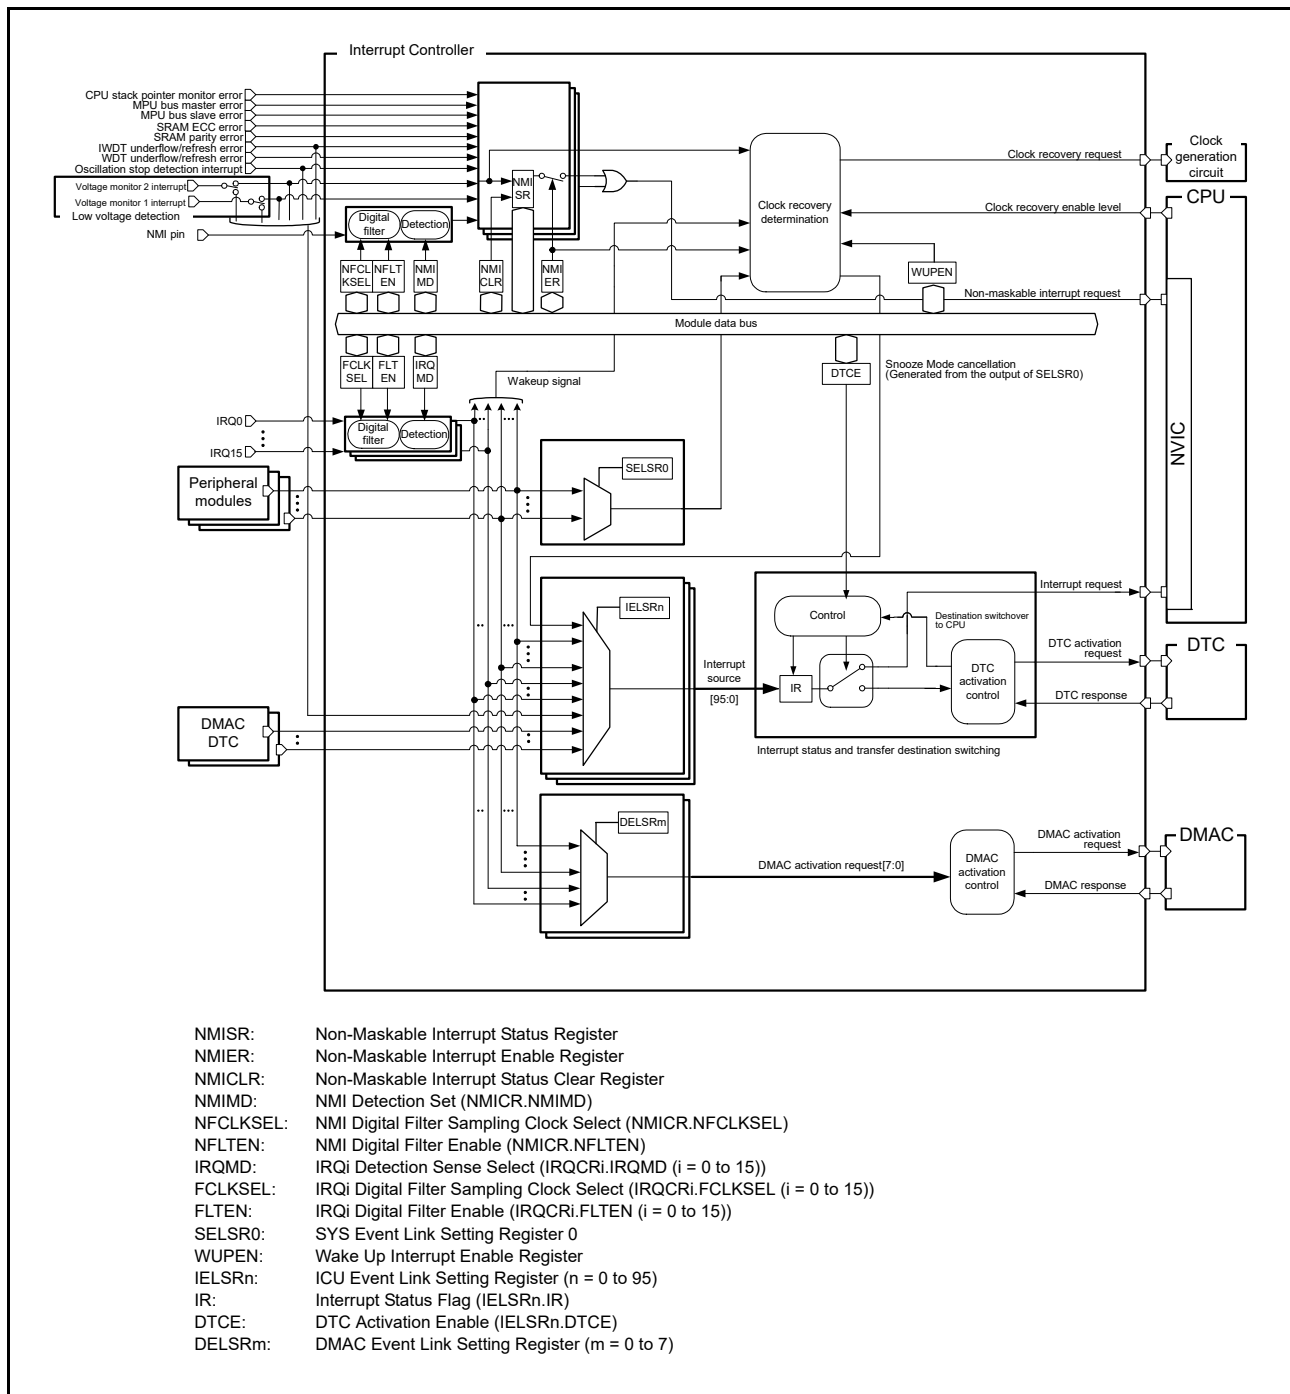 Interrupt Controller
CPU stack pointer monitor error
MPU bus master error
MPU bus slave error
SRAM ECC error
SRAM parity error
IWDT underflow/refresh error
WDT underflow/refresh error
Oscillation stop detection interrupt
Voltage monitor 2 interrupt
Voltage monitor 1 interrupt
Low voltage detection
NMI pin
Digital
filter
Detection
NMI
SR
NFCL
KSEL
NFLT
EN
NMI
MD
NMI
CLR
NMI
ER
Clock recovery
determination
WUPEN
Clock recovery request
Clock
generation
circuit
Clock recovery enable level
CPU
Non-maskable interrupt request
NVIC
Module data bus
FCLK
SEL
FLT
EN
IRQ
MD
Wakeup signal
DTCE
Snooze Mode cancellation
(Generated from the output of SELSR0)
IRQ0
IRQ15
Digital
filter
Detection
Peripheral
modules
SELSR0
IELSRn
Interrupt
source
[95:0]
Control
IR
Destination switchover
to CPU
DTC
activation
control
Interrupt request
DTC activation
request
DTC response
DTC
Interrupt status and transfer destination switching
DMAC
DTC
DELSRm
DMAC activation request[7:0]
DMAC
activation
control
DMAC activation
request
DMAC response
DMAC
NMISR: Non-Maskable Interrupt Status Register
NMIER: Non-Maskable Interrupt Enable Register
NMICLR: Non-Maskable Interrupt Status Clear Register
NMIMD: NMI Detection Set (NMICR.NMIMD)
NFCLKSEL: NMI Digital Filter Sampling Clock Select (NMICR.NFCLKSEL)
NFLTEN: NMI Digital Filter Enable (NMICR.NFLTEN)
IRQMD: IRQi Detection Sense Select (IRQCRi.IRQMD (i = 0 to 15))
FCLKSEL: IRQi Digital Filter Sampling Clock Select (IRQCRi.FCLKSEL (i = 0 to 15))
FLTEN: IRQi Digital Filter Enable (IRQCRi.FLTEN (i = 0 to 15))
SELSR0: SYS Event Link Setting Register 0
WUPEN: Wake Up Interrupt Enable Register
IELSRn: ICU Event Link Setting Register (n = 0 to 95)
IR: Interrupt Status Flag (IELSRn.IR)
DTCE: DTC Activation Enable (IELSRn.DTCE)
DELSRm: DMAC Event Link Setting Register (m = 0 to 7)